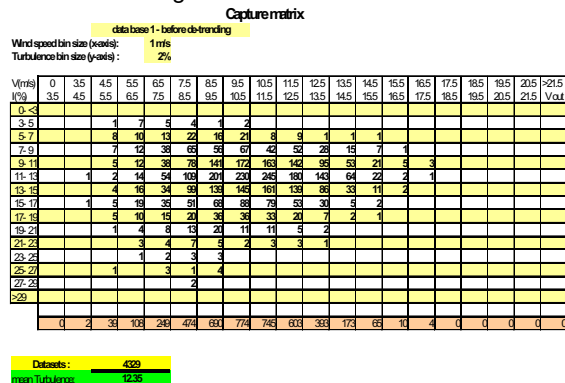 Capture matrix
data base 1 - before de-trending
Wind speed bin size (x-axis): 1 m/s
Turbulence bin size (y-axis) : 2%
V(m/s) 0 3.5 4.5 5.5 6.5 7.5 8.5 9.5 10.5 11.5 12.5 13.5 14.5 15.5 16.5 17.5 18.5 19.5 20.5 >21.5
I(%) 3.5 4.5 5.5 6.5 7.5 8.5 9.5 10.5 11.5 12.5 13.5 14.5 15.5 16.5 17.5 18.5 19.5 20.5 21.5 Vout
0- <3
3- 5 1 7 5 4 1 2
5- 7 8 10 13 22 16 21 8 9 1 1 1
7- 9 7 12 38 65 56 67 42 52 28 15 7 1
9- 11 5 12 38 78 141 172 163 142 95 53 21 5 3
11- 13 1 2 14 54 109 201 230 245 180 143 64 22 2 1
13- 15 4 16 34 99 139 145 161 139 86 33 11 2
15- 17 1 5 19 35 51 68 88 79 53 30 5 2
17- 19 5 10 15 20 36 36 33 20 7 2 1
19- 21 1 4 8 13 20 11 11 5 2
21- 23 3 4 7 5 2 3 3 1
23- 25 1 2 3 3
25- 27 1 3 1 4
27- 29 2
>29
0 2 39 108 249 474 690 774 745 603 393 173 65 10 4 0 0 0 0 0
Datasets : 4329
mean Turbulence: 12.35